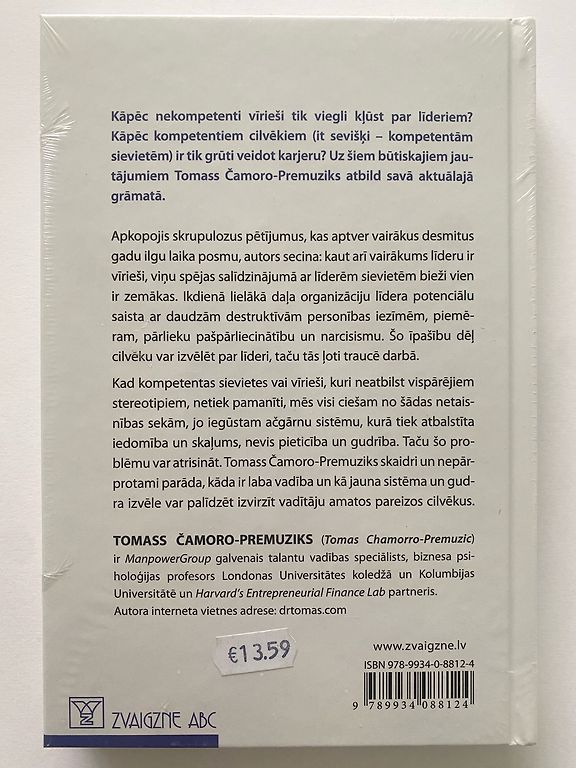 Kāpēc nekompetenti vīrieši tik viegli kļūst par līderiem?
Kāpēc kompetentiem cilvēkiem (it sevišķi – kompetentām
sievietēm) ir tik grūti veidot karjeru? Uz šiem būtiskajiem jau-
tājumiem Tomass Čamoro-Premuziks atbild savā aktuālajā
grāmatā.
Apkopojis skrupulozus pētījumus, kas aptver vairākus desmitus
gadu ilgu laika posmu, autors secina: kaut arī vairākums līderu ir
vīrieši, viņu spējas salīdzinājumā ar līderēm sievietēm bieži vien
ir zemākas. Ikdienā lielākā daļa organizāciju līdera potenciālu
saista ar daudzām destruktīvām personības iezīmēm, piemē-
ram, pārlieku pašpārliecinātību un narcisismu. Šo īpašību dēļ
cilvēku var izvēlēt par līderi, taču tās ļoti traucē darbā.
Kad kompetentas sievietes vai vīrieši, kuri neatbilst vispārējiem
stereotipiem, netiek pamanīti, mēs visi ciešam no šādas netais-
nības sekām, jo iegūstam ačgārnu sistēmu, kurā tiek atbalstīta
iedomība un skaļums, nevis pieticība un gudrība. Taču šo pro-
blēmu var atrisināt. Tomass Čamoro-Premuziks skaidri un nepār-
protami parāda, kāda ir laba vadība un kā jauna sistēma un gud-
ra izvēle var palīdzēt izvirzīt vadītāju amatos pareizos cilvēkus.
TOMASS ČAMORO-PREMUZIKS (Tomas Chamorro-Premuzic)
ir ManpowerGroup galvenais talantu vadības speciālists, biznesa psi-
holoģijas profesors Londonas Universitātes koledžā un Kolumbijas
Universitātē un Harvard's Entrepreneurial Finance Lab partneris.
Autora interneta vietnes adrese: drtomas.com
€13.59
www.zvaigzne.lv
ISBN 978-9934-0-8812-4
9 789934 088124
ZVAIGZNE ABC